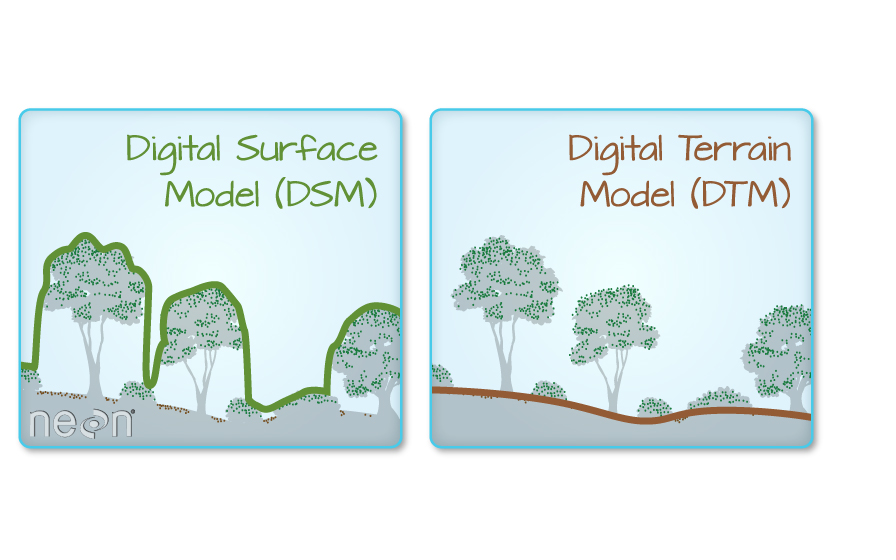 Digital Surface
Model (DSM)
Digital Terrain
Model (DTM)
neon